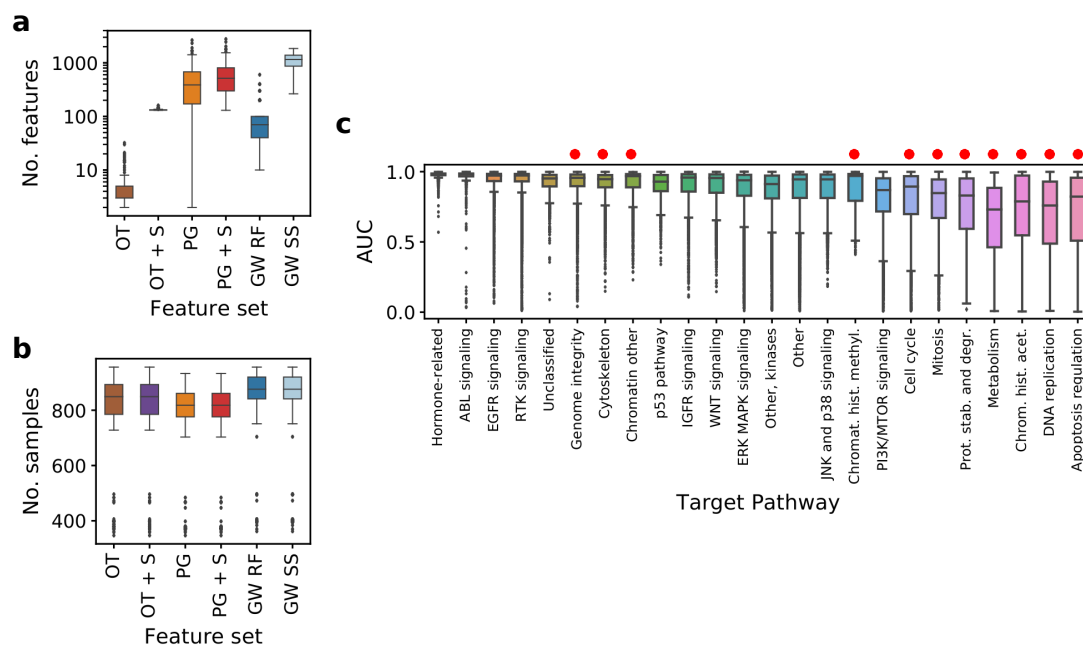 a
No. features
1000
100
10
OT
OT + S
PG
PG + S
GW RF
GW SS
Feature set
b
No. samples
800
600
400
OT
OT + S
PG
PG + S
GW RF
GW SS
Feature set
c
AUC
1.0
0.5
0.0
Hormone-related
ABL signaling
EGFR signaling
RTK signaling
Unclassified
Genome integrity
Cytoskeleton
Chromatin other
p53 pathway
IGFR signaling
WNT signaling
ERK MAPK signaling
Other, kinases
Other
JNK and p38 signaling
Chromat. hist. methyl.
PI3K/MTOR signaling
Cell cycle
Mitosis
Prot. stab. and degr.
Metabolism
Chrom. hist. acet.
DNA replication
Apoptosis regulation
Target Pathway